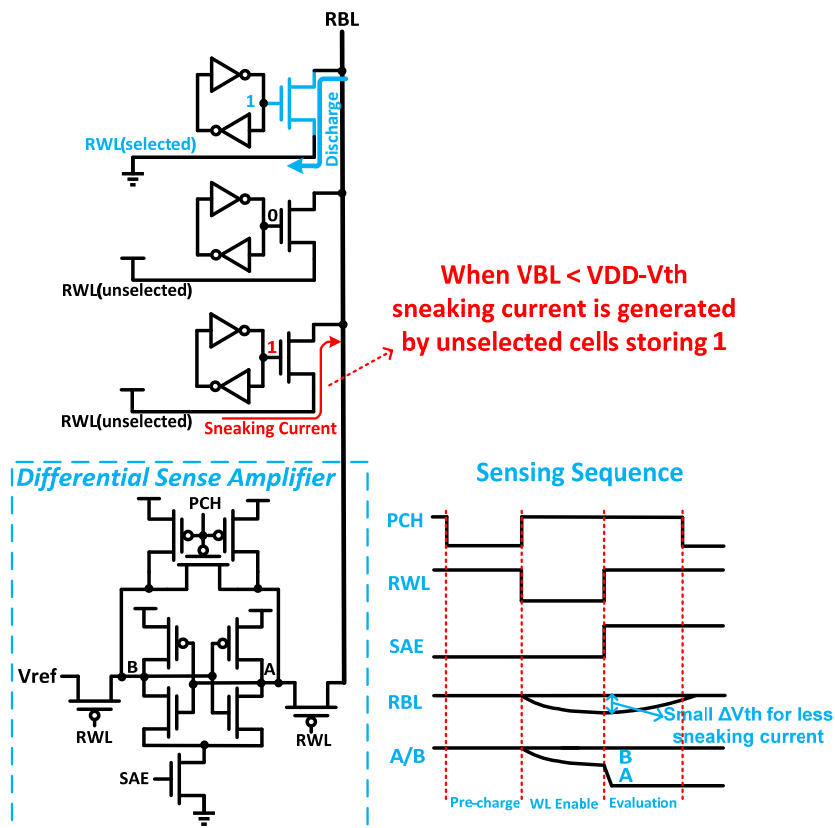 RBL
1
RWL(selected)
Discharge
0
RWL(unselected)
When VBL < VDD-Vth
sneaking current is generated
by unselected cells storing 1
1
RWL(unselected)
Sneaking Current
Differential Sense Amplifier
PCH
B
A
Vref
RWL
RWL
SAE
Sensing Sequence
PCH
RWL
SAE
RBL
Small ΔVth for less
sneaking current
A/B
B
A
Pre-charge
WL Enable
Evaluation